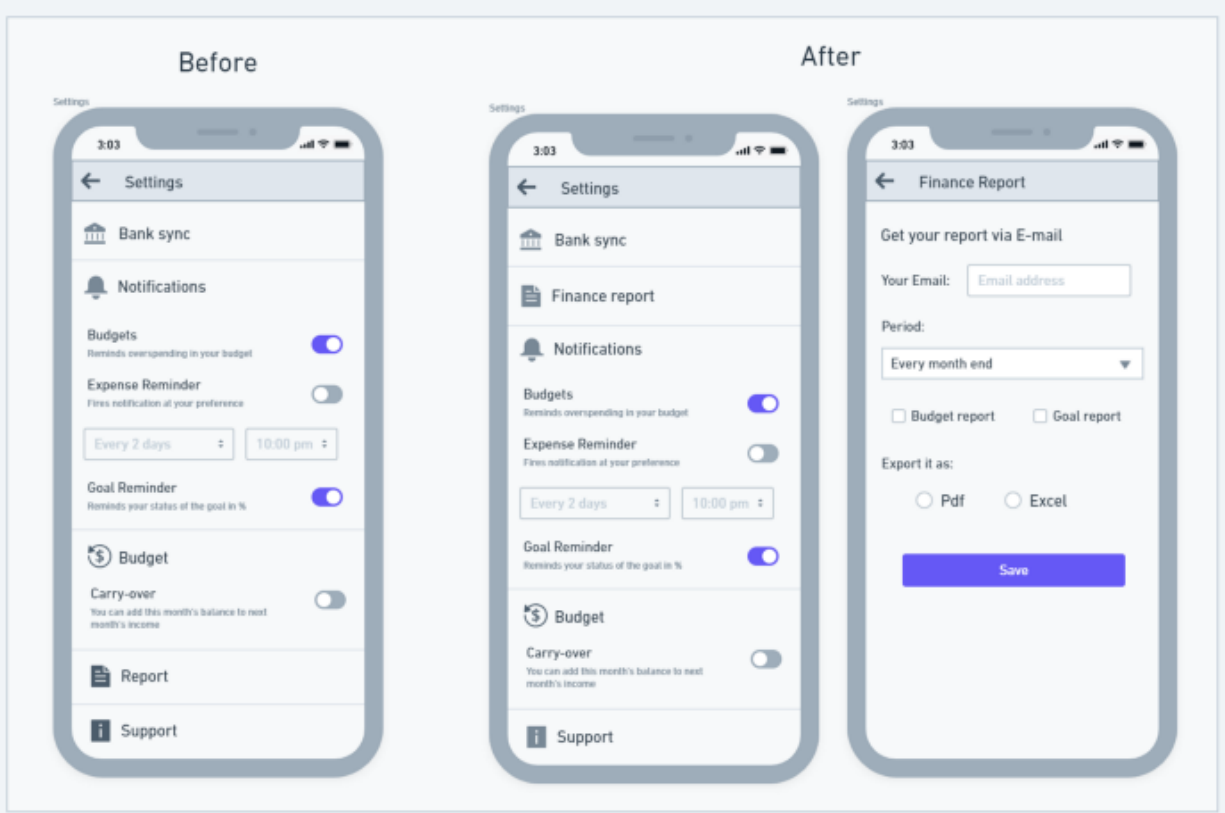 Before
Settings
3:03
Settings
Bank sync
Notifications
Budgets
Reminds overspending in your budget
Expense Reminder
Fires notification at your preference
Every 2 days
10:00 pm
Goal Reminder
Reminds your status of the goal in %
Budget
Carry-over
You can add this month's balance to next
month's income
Report
Support
After
Settings
3:03
Settings
Bank sync
Finance report
Notifications
Budgets
Reminds overspending in your budget
Expense Reminder
Fires notification at your preference
Every 2 days
10:00 pm
Goal Reminder
Reminds your status of the goal in %
Budget
Carry-over
You can add this month's balance to next
month's income
Support
Settings
3:03
Finance Report
Get your report via E-mail
Your Email:
Email address
Period:
Every month end
Budget report
Goal report
Export it as:
Pdf
Excel
Save